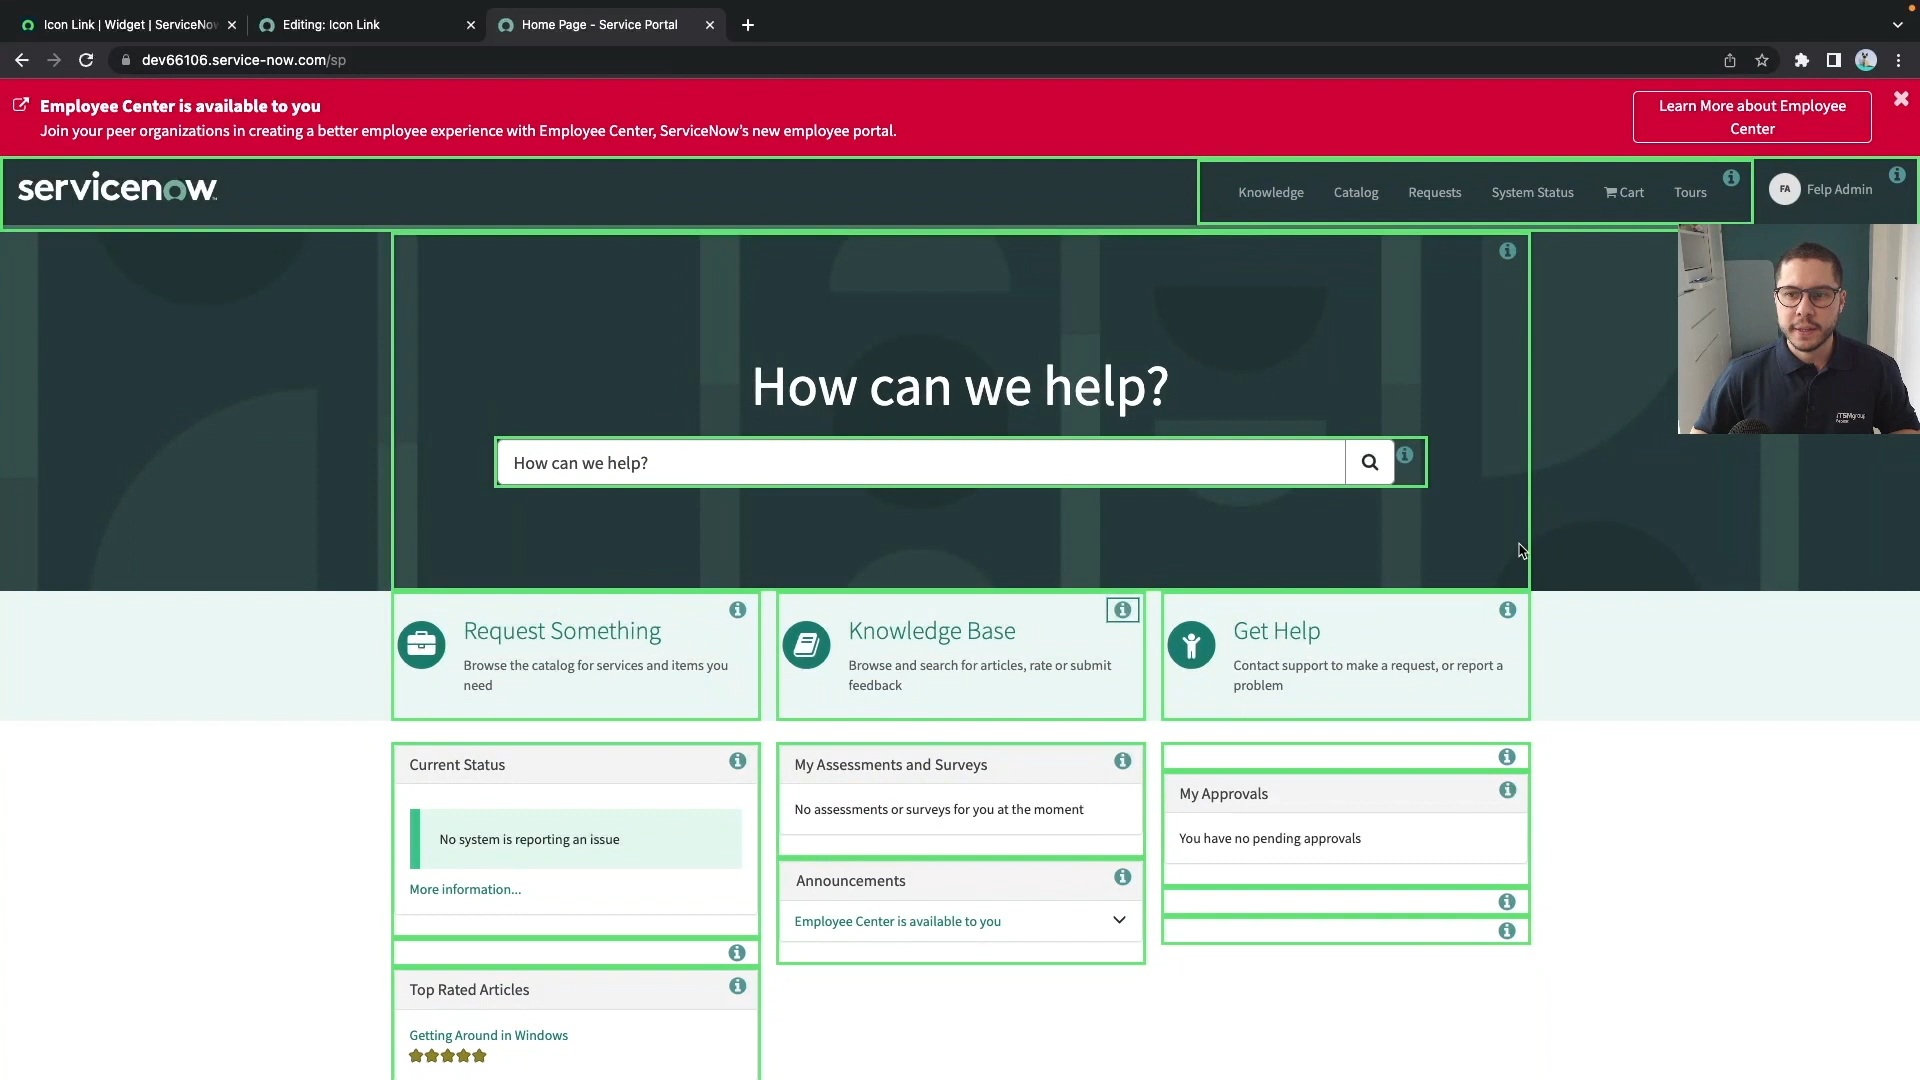 Icon Link | Widget | ServiceNow
Editing: Icon Link
Home Page - Service Portal
dev66106.service-now.com/sp
Employee Center is available to you
Join your peer organizations in creating a better employee experience with Employee Center, ServiceNow's new employee portal.
Learn More about Employee
Center
servicenow
Knowledge
Catalog
Requests
System Status
Cart
Tours
FA
Felp Admin
How can we help?
How can we help?
Request Something
Browse the catalog for services and items you
need
Knowledge Base
Browse and search for articles, rate or submit
feedback
Get Help
Contact support to make a request, or report a
problem
Current Status
No system is reporting an issue
More information...
Top Rated Articles
Getting Around in Windows
My Assessments and Surveys
No assessments or surveys for you at the moment
Announcements
Employee Center is available to you
My Approvals
You have no pending approvals